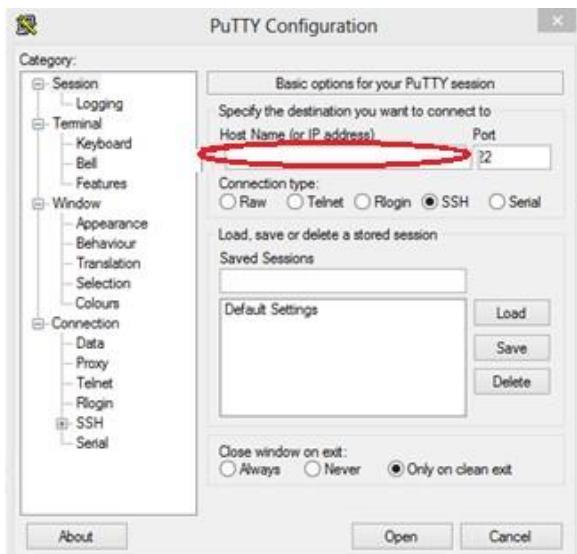 PuTTY Configuration
Category:
Session
Logging
Terminal
Keyboard
Bell
Features
Window
Appearance
Behaviour
Translation
Selection
Colours
Connection
Data
Proxy
Telnet
Rlogin
SSH
Serial
Basic options for your PuTTY session
Specify the destination you want to connect to
Host Name (or IP address) Port
22
Connection type:
Raw Telnet Rlogin SSH Serial
Load, save or delete a stored session
Saved Sessions
Default Settings
Load
Save
Delete
Close window on exit:
Always Never Only on clean exit
About Open Cancel